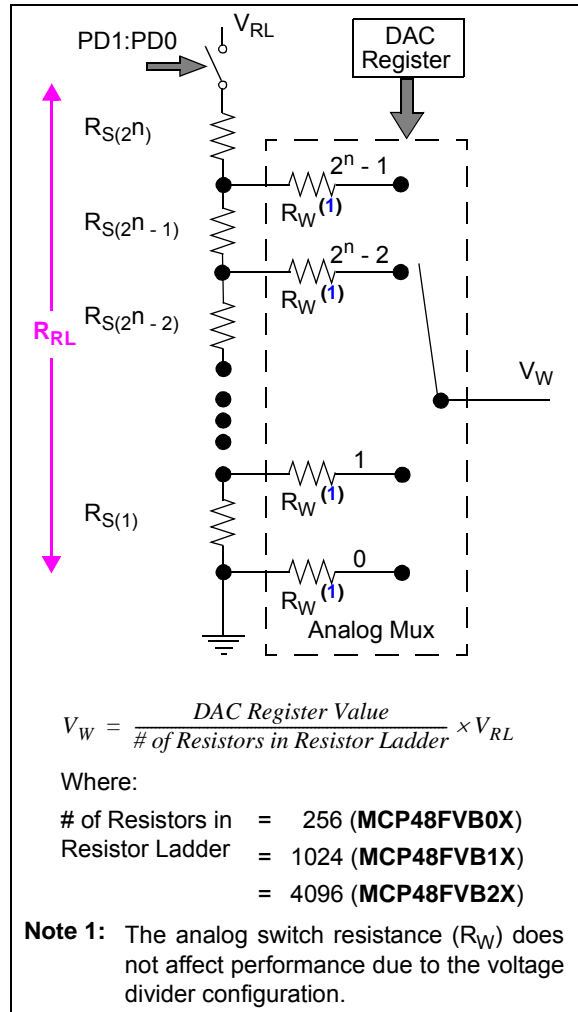 V_RL
PD1:PD0
DAC
Register
R_S(2^n)
2^n - 1
R_W (1)
R_S(2^n - 1)
2^n - 2
R_W (1)
R_S(2^n - 2)
R_RL
V_W
1
R_W (1)
R_S(1)
0
R_W (1)
Analog Mux
V_W = DAC Register Value / # of Resistors in Resistor Ladder × V_RL
Where:
# of Resistors in Resistor Ladder = 256 (MCP48FVB0X)
= 1024 (MCP48FVB1X)
= 4096 (MCP48FVB2X)
Note 1: The analog switch resistance (R_W) does
not affect performance due to the voltage
divider configuration.